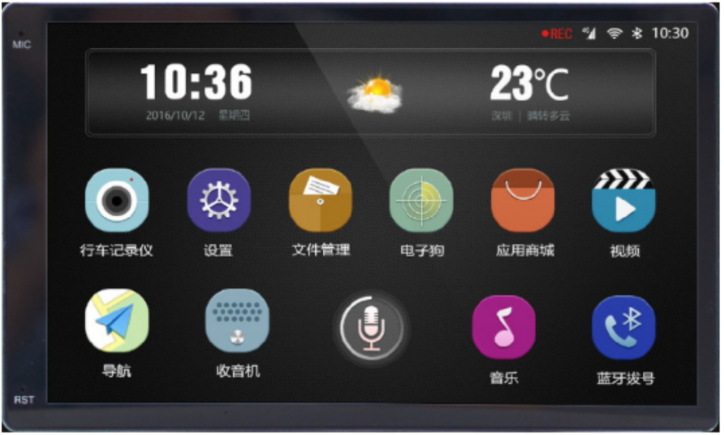 MIC
REC 4G 10:30
10:36 23℃
2016/10/12 星期四 深圳 | 晴转多云
行车记录仪 设置 文件管理 电子狗 应用商城 视频
导航 收音机 音乐 蓝牙拔号
RST